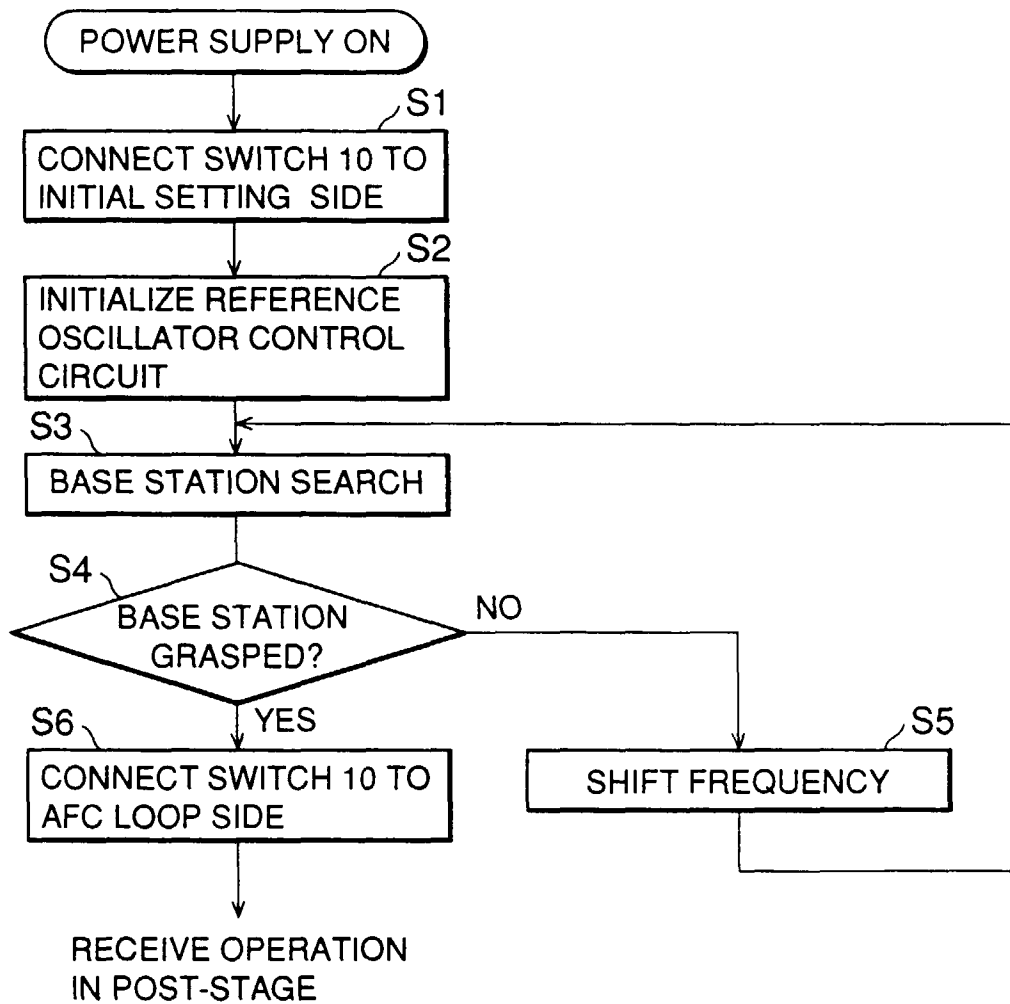 POWER SUPPLY ON
S1
CONNECT SWITCH 10 TO
INITIAL SETTING SIDE
S2
INITIALIZE REFERENCE
OSCILLATOR CONTROL
CIRCUIT
S3
BASE STATION SEARCH
S4
BASE STATION
GRASPED?
NO
YES
S6
CONNECT SWITCH 10 TO
AFC LOOP SIDE
S5
SHIFT FREQUENCY
RECEIVE OPERATION
IN POST-STAGE